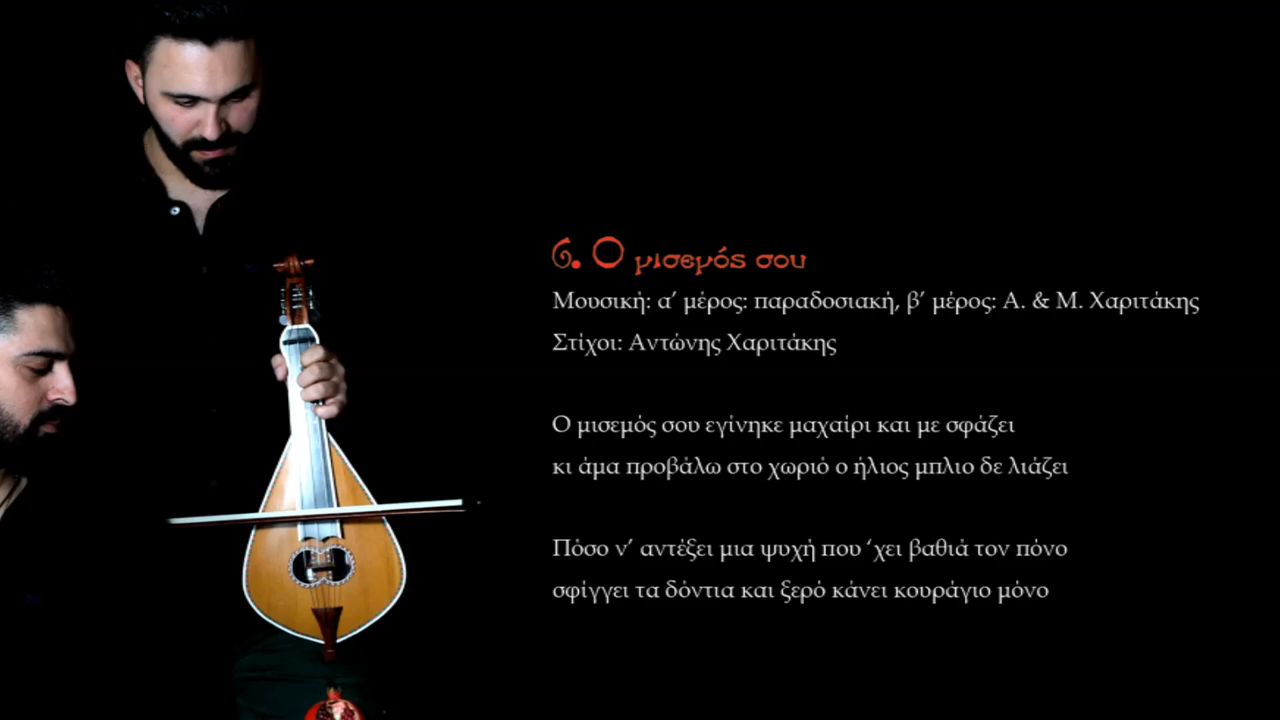 6. Ο μισεμός σου
Μουσική: α’ μέρος: παραδοσιακή, β’ μέρος: Α. & Μ. Χαριτάκης
Στίχοι: Αντώνης Χαριτάκης
Ο μισεμός σου εγίνηκε μαχαίρι και με σφάζει
κι άμα προβάλω στο χωριό ο ήλιος μπλιο δε λιάζει
Πόσο ν’ αντέξει μια ψυχή που ‘χει βαθιά τον πόνο
σφίγγει τα δόντια και ξερό κάνει κουράγιο μόνο